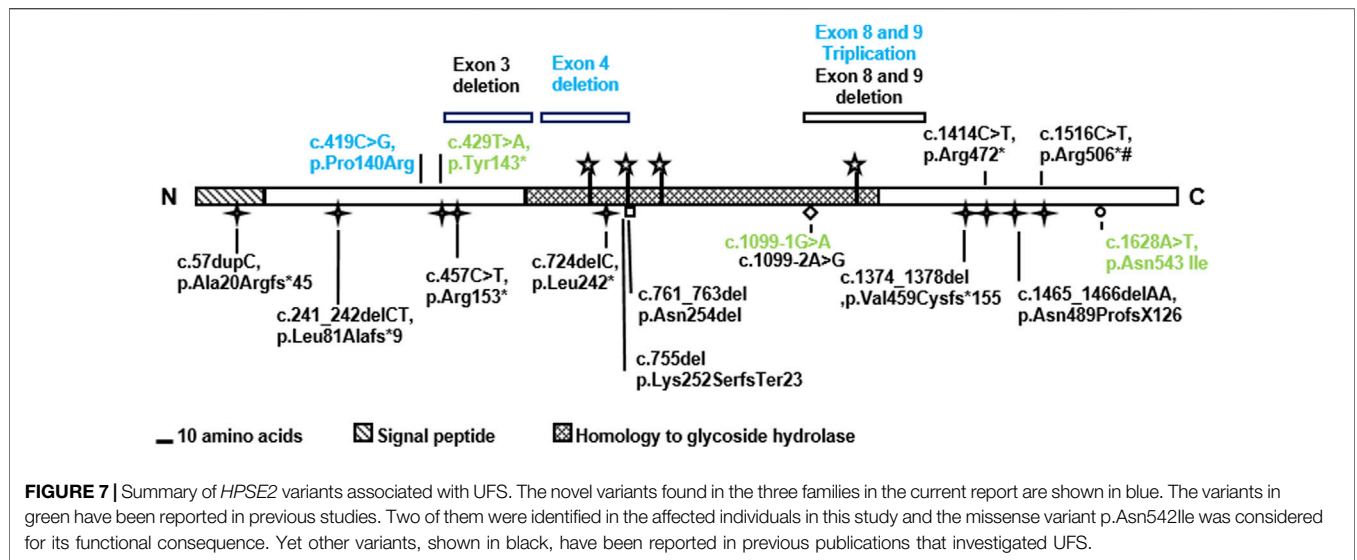 Exon 8 and 9
Triplication
Exon 3
deletion
Exon 4
deletion
Exon 8 and 9
deletion
c.419C>G,
p.Pro140Arg
c.429T>A,
p.Tyr143*
c.1414C>T,
p.Arg472*
c.1516C>T,
p.Arg506*#
N
C
c.57dupC,
p.Ala20Argfs*45
c.241_242delCT,
p.Leu81Alafs*9
c.457C>T,
p.Arg153*
c.724delC,
p.Leu242*
c.755del
p.Lys252SerfsTer23
c.761_763del
p.Asn254del
c.1099-1G>A
c.1099-2A>G
c.1374_1378del
,p.Val459Cysfs*155
c.1465_1466delAA,
p.Asn489ProfsX126
c.1628A>T,
p.Asn543 Ile
10 amino acids
Signal peptide
Homology to glycoside hydrolase
FIGURE 7 | Summary of HPSE2 variants associated with UFS. The novel variants found in the three families in the current report are shown in blue. The variants in
green have been reported in previous studies. Two of them were identified in the affected individuals in this study and the missense variant p.Asn542Ile was considered
for its functional consequence. Yet other variants, shown in black, have been reported in previous publications that investigated UFS.